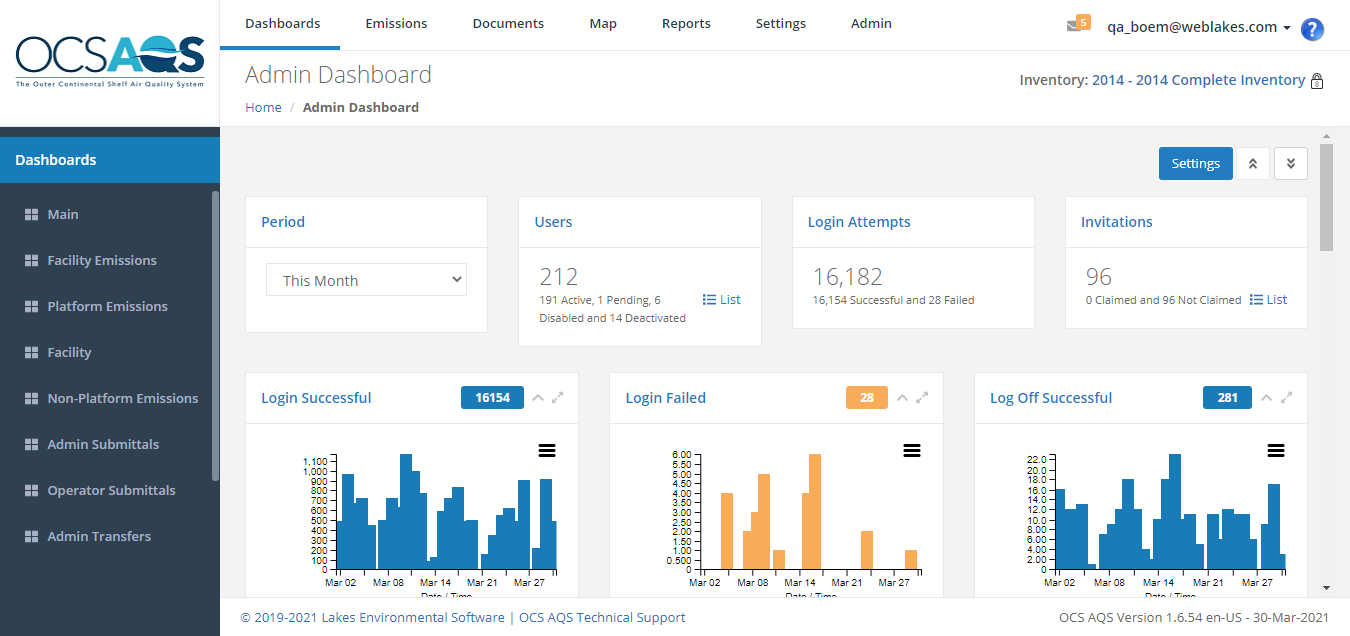 OCSAQS
The Outer Continental Shelf Air Quality System
Dashboards Emissions Documents Map Reports Settings Admin
5 qa_boem@weblakes.com ?
Admin Dashboard
Home / Admin Dashboard
Inventory: 2014 - 2014 Complete Inventory
Dashboards
Main
Facility Emissions
Platform Emissions
Facility
Non-Platform Emissions
Admin Submittals
Operator Submittals
Admin Transfers
Settings
Period
This Month
Users
212
191 Active, 1 Pending, 6
Disabled and 14 Deactivated
List
Login Attempts
16,182
16,154 Successful and 28 Failed
Invitations
96
0 Claimed and 96 Not Claimed
List
Login Successful 16154
1,100
1,000
900
800
700
600
500
400
300
200
100
0
Mar 02 Mar 08 Mar 14 Mar 21 Mar 27
Date / Time
Login Failed 28
6.00
5.50
5.00
4.50
4.00
3.50
3.00
2.50
2.00
1.50
1.00
0.500
0
Mar 02 Mar 08 Mar 14 Mar 21 Mar 27
Date / Time
Log Off Successful 281
22.0
20.0
18.0
16.0
14.0
12.0
10.0
8.00
6.00
4.00
2.00
0
Mar 02 Mar 08 Mar 14 Mar 21 Mar 27
Date / Time
© 2019-2021 Lakes Environmental Software | OCS AQS Technical Support
OCS AQS Version 1.6.54 en-US - 30-Mar-2021